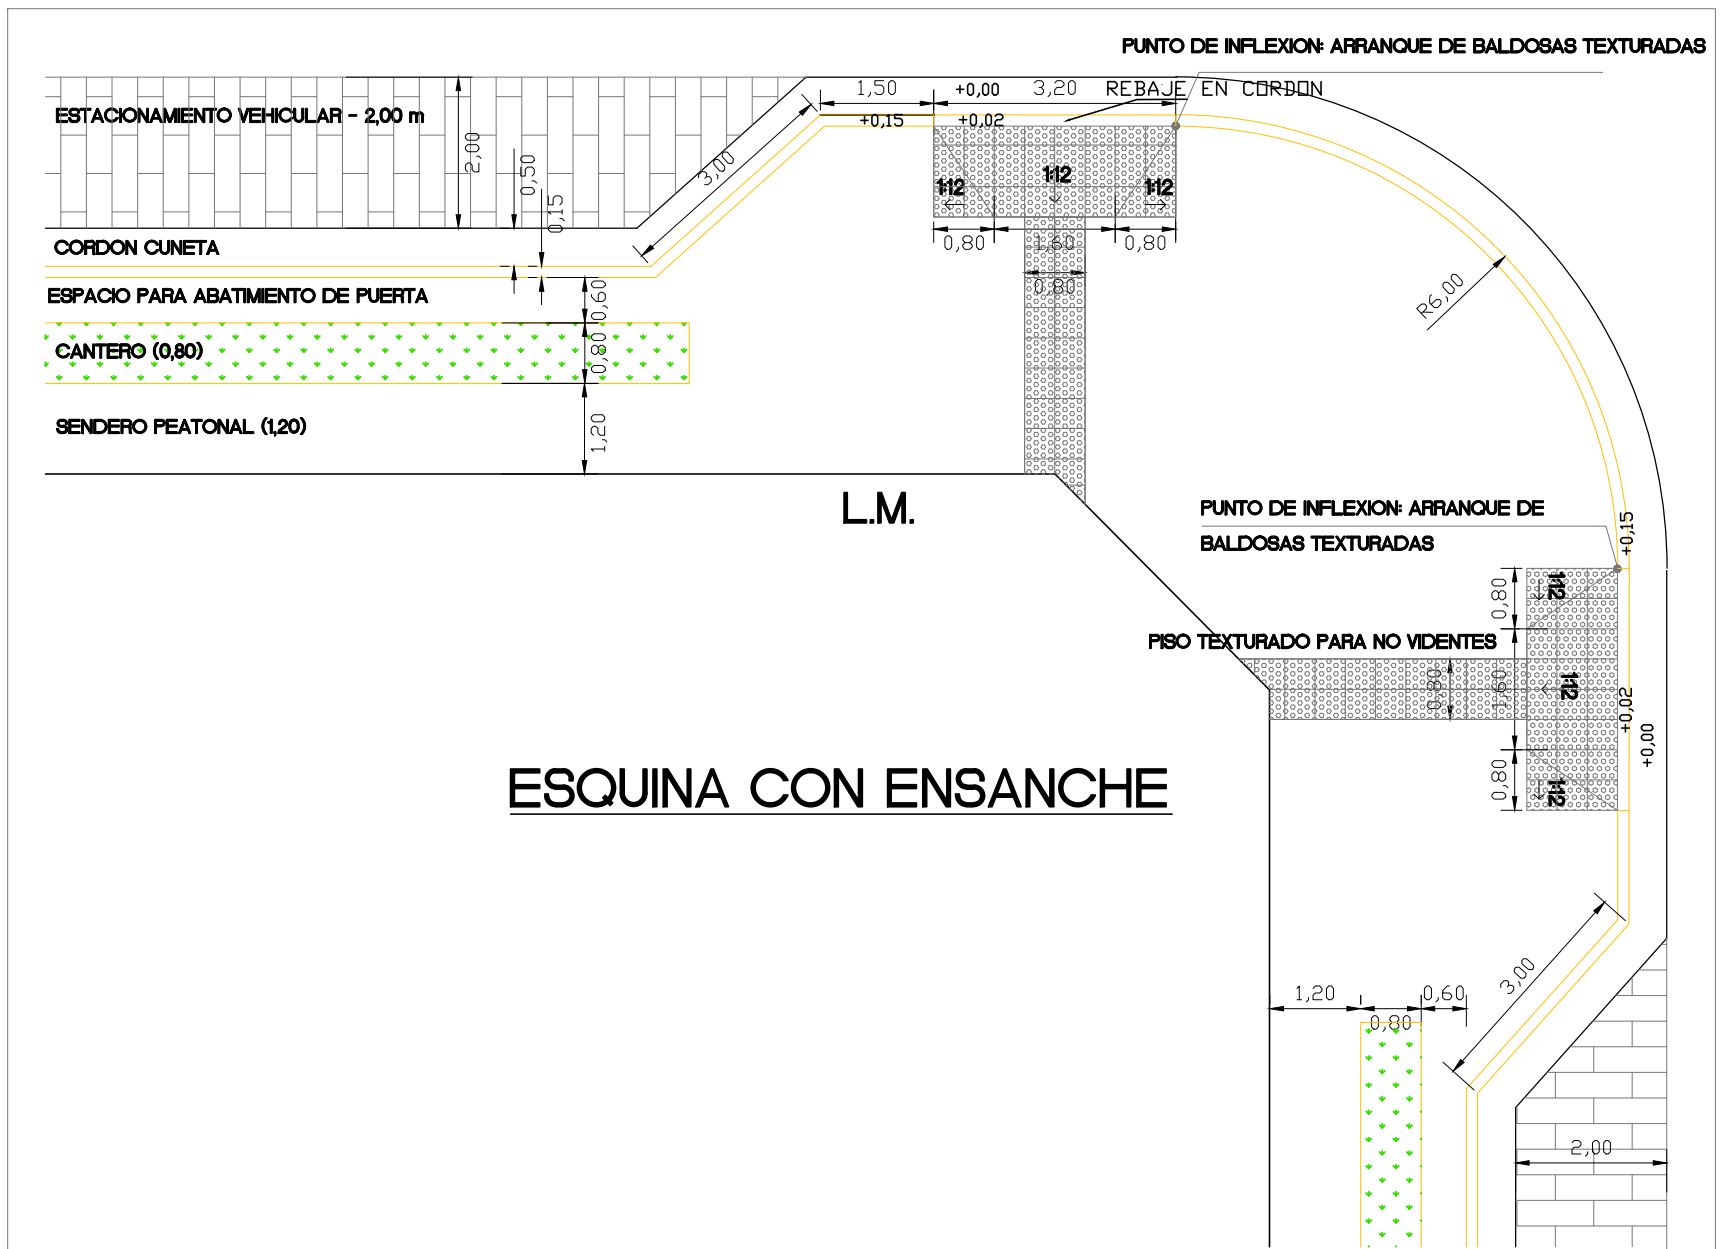 PUNTO DE INFLEXION: ARRANQUE DE BALDOSAS TEXTURADAS
1,50
+0,00
3,20
REBAJE EN CORDON
ESTACIONAMIENTO VEHICULAR - 2,00 m
+0,15
+0,02
2,00
0,50
3,00
1:12
1:12
1:12
0,15
CORDON CUNETA
0,80
1,60
0,80
ESPACIO PARA ABATIMIENTO DE PUERTA
0,60
0,80
R6,00
CANTERO (0,80)
0,80
SENDERO PEATONAL (1,20)
1,20
L.M.
PUNTO DE INFLEXION: ARRANQUE DE
BALDOSAS TEXTURADAS
+0,15
1:12
0,80
PISO TEXTURADO PARA NO VIDENTES
0,80
1,60
1:12
+0,02
+0,00
ESQUINA CON ENSANCHE
0,80
1:12
3,00
1,20
0,80
0,60
2,00